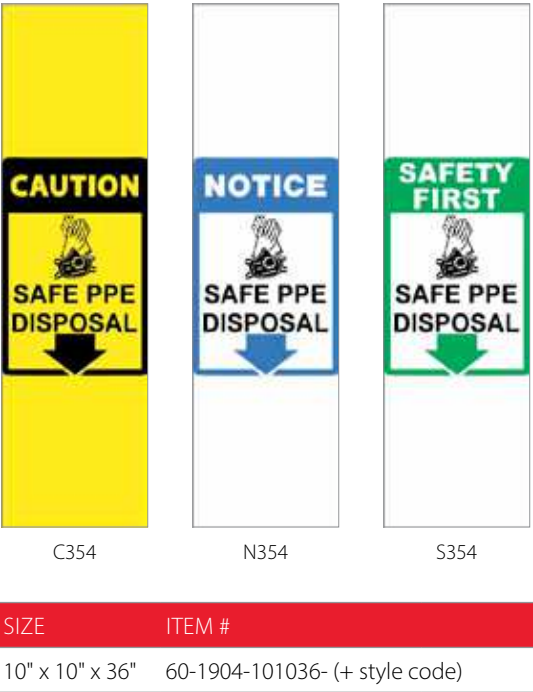 CAUTION
SAFE PPE
DISPOSAL
C354
NOTICE
SAFE PPE
DISPOSAL
N354
SAFETY
FIRST
SAFE PPE
DISPOSAL
S354
SIZE ITEM #
10" x 10" x 36" 60-1904-101036- (+ style code)